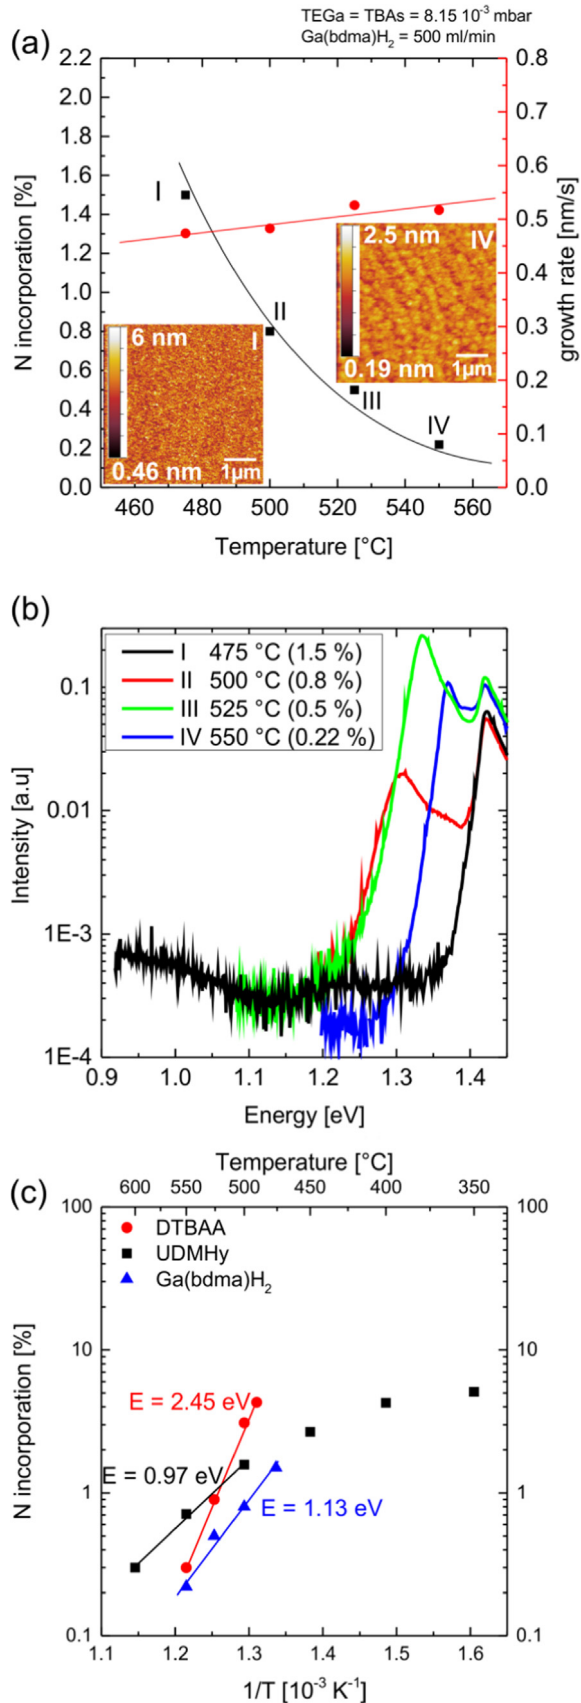 TEGa = TBAs = 8.15 10⁻³ mbar
Ga(bdma)H₂ = 500 ml/min
(a)
2.2
2.0
1.8
1.6
1.4
1.2
1.0
0.8
0.6
0.4
0.2
0.0
N incorporation [%]
0.8
0.7
0.6
0.5
0.4
0.3
0.2
0.1
0.0
growth rate [nm/s]
I
II
III
IV
2.5 nm
IV
0.19 nm
1µm
6 nm
I
0.46 nm
1µm
460 480 500 520 540 560
Temperature [°C]
(b)
I 475 °C (1.5 %)
II 500 °C (0.8 %)
III 525 °C (0.5 %)
IV 550 °C (0.22 %)
0.1
0.01
1E-3
1E-4
Intensity [a.u]
0.9 1.0 1.1 1.2 1.3 1.4
Energy [eV]
(c)
Temperature [°C]
600 550 500 450 400 350
DTBAA
UDMHy
Ga(bdma)H₂
100
10
1
0.1
N incorporation [%]
100
10
1
0.1
E = 2.45 eV
E = 0.97 eV
E = 1.13 eV
1.1 1.2 1.3 1.4 1.5 1.6
1/T [10⁻³ K⁻¹]